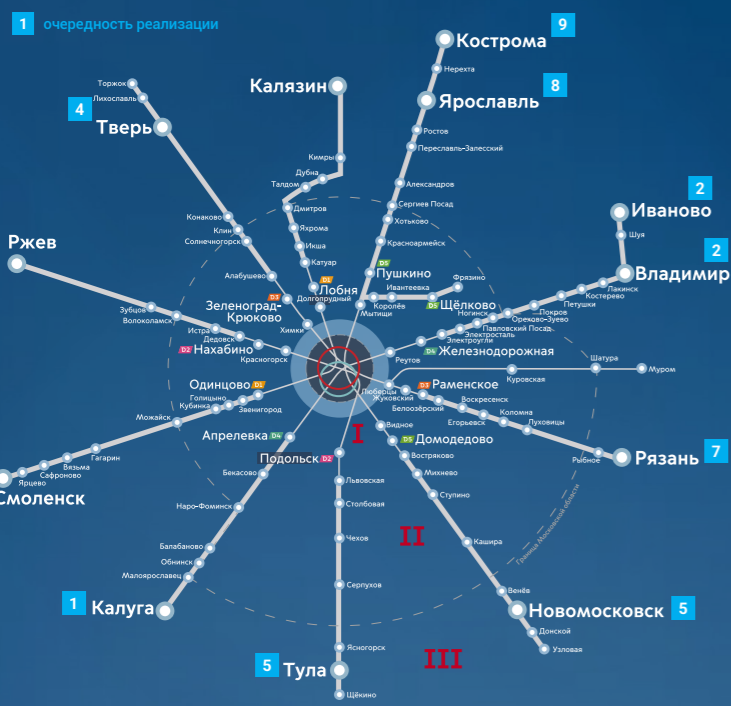 1 очередность реализации
9
Кострома
Нерехта
8
Ярославль
Ростов
Переславль-Залесский
Александров
Сергиев Посад
Хотьково
Красноармейск
D5
Пушкино
Калязин
Кимры
Дубна
Талдом
Дмитров
Яхрома
Икша
Катуар
D1
Лобня
Долгопрудный
Торжок
Лихославль
4
Тверь
Конаково
Клин
Солнечногорск
Алабушево
D3
Зеленоград-
Крюково
Химки
Ржев
Зубцов
Волоколамск
Истра
Дедовск
D2 Нахабино
Красногорск
2
Иваново
Шуя
2
Владимир
Лакинск
Костерево
Петушки
Покров
Орехово-Зуево
Павловский Посад
Ногинск
Электросталь
Электроугли
D4 Железнодорожная
Реутов
Фрязино
Ивантеевка
D5 Щёлково
Королёв
Мытищи
Шатура
Муром
Куровская
Люберцы
D3 Раменское
Жуковский
Белоозёрский
Воскресенск
Егорьевск
Коломна
Луховицы
Рыбное
Рязань
7
Одинцово D1
Голицыно
Кубинка
Звенигород
Можайск
Гагарин
Вязьма
Сафроново
Ярцево
Смоленск
Апрелевка D4
Бекасово
Наро-Фоминск
Балабаново
Обнинск
Малоярославец
1
Калуга
I
Подольск D2
Львовская
Столбовая
Чехов
Серпухов
Ясногорск
5
Тула
Щёкино
Видное
D5 Домодедово
Востряково
Михнево
Ступино
Кашира
Венёв
Новомосковск
5
Донской
Узловая
II
III
Граница Московской области